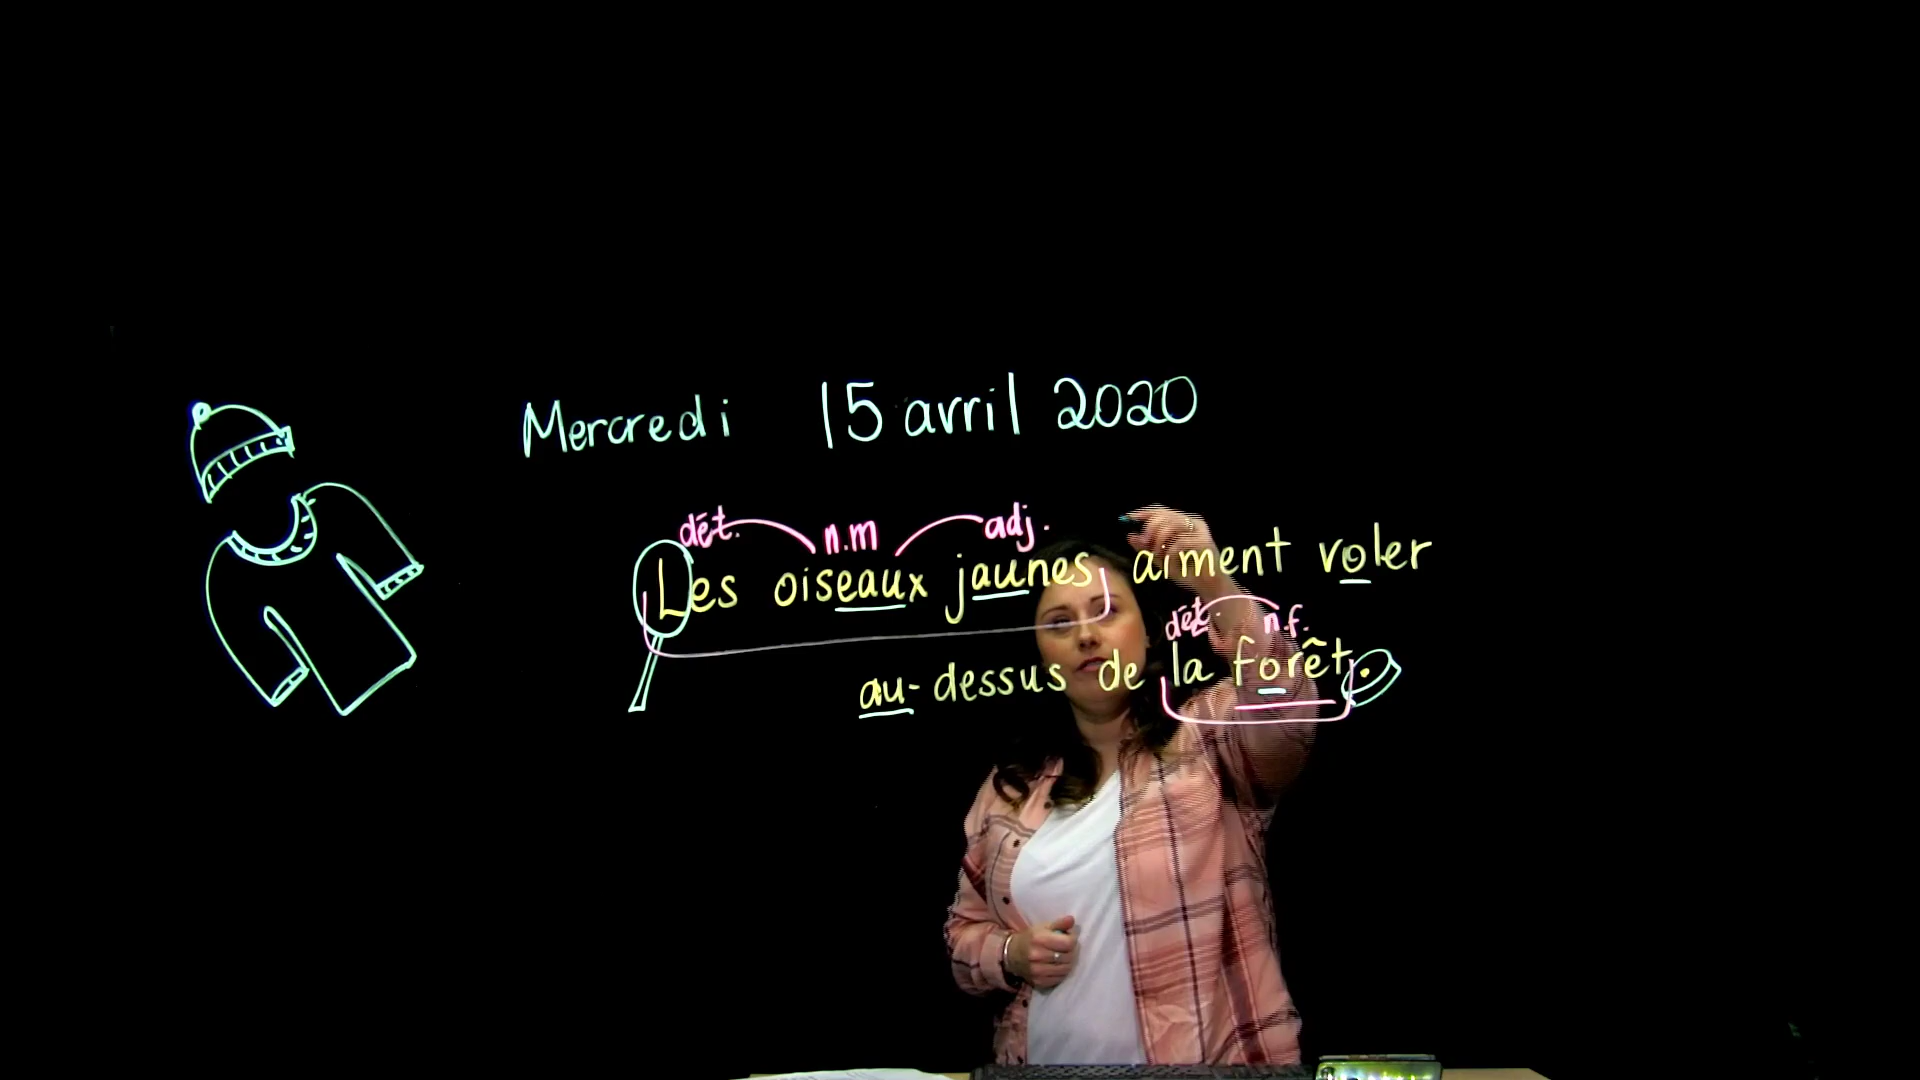 Mercredi 15 avril 2020
dét. n.m adj.
Les oiseaux jaunes aiment voler
dét. n.f.
au-dessus de la forêt.